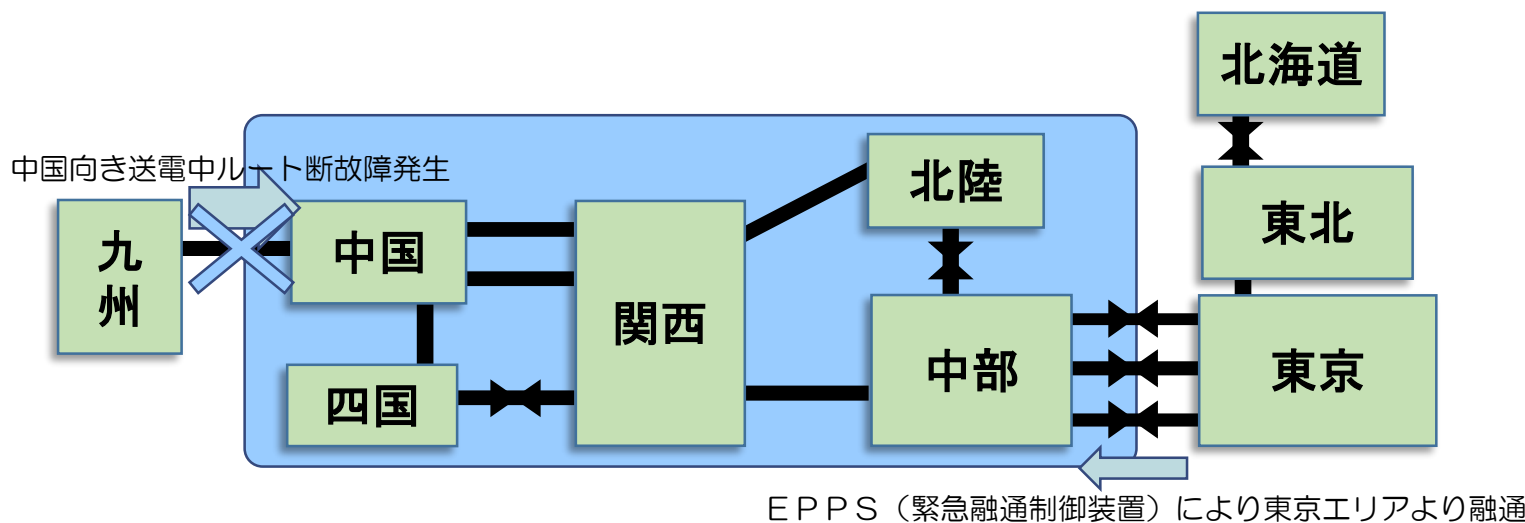 北海道
中国向き送電中ルート断故障発生
北陸
東北
九
州
中国
関西
中部
東京
四国
ＥＰＰＳ（緊急融通制御装置）により東京エリアより融通